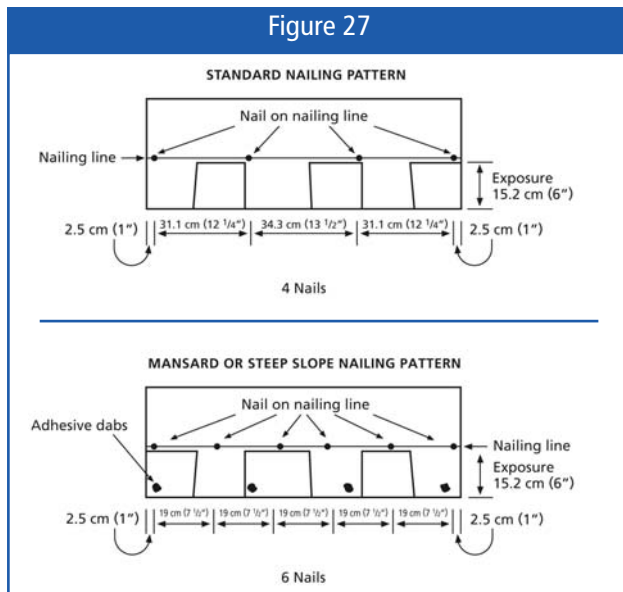 Figure 27
STANDARD NAILING PATTERN
Nail on nailing line
Nailing line
Exposure
15.2 cm (6”)
31.1 cm (12 1/4”) 34.3 cm (13 1/2”) 31.1 cm (12 1/4”)
2.5 cm (1”) 2.5 cm (1”)
4 Nails
MANSARD OR STEEP SLOPE NAILING PATTERN
Nail on nailing line
Adhesive dabs
Nailing line
Exposure
15.2 cm (6”)
19 cm (7 1/2”) 19 cm (7 1/2”) 19 cm (7 1/2”) 19 cm (7 1/2”) 19 cm (7 1/2”)
2.5 cm (1”) 2.5 cm (1”)
6 Nails